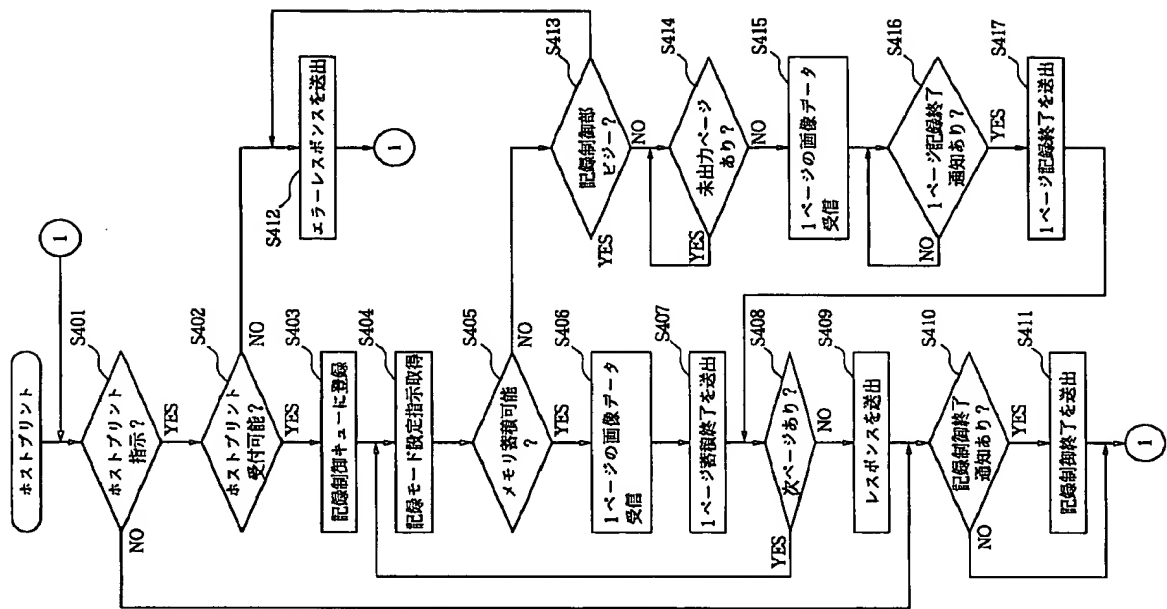 ホストプリント
1
S401
ホストプリント
指示?
YES
NO
S402
ホストプリント
受付可能?
NO
YES
S403
記録制御キューに登録
S404
記録モード設定指示取得
S405
メモリ蓄積可能
?
NO
YES
S406
1ページの画像データ
受信
S407
1ページ蓄積終了を送出
S408
次ページあり?
YES
NO
S409
レスポンスを送出
S410
記録制御終了
通知あり?
NO
YES
S411
記録制御終了を送出
1
S412
エラーレスポンスを送出
1
S413
記録制御部
ビジー?
YES
NO
S414
未出力ページ
あり?
YES
NO
S415
1ページの画像データ
受信
S416
1ページ記録終了
通知あり?
NO
YES
S417
1ページ記録終了を送出